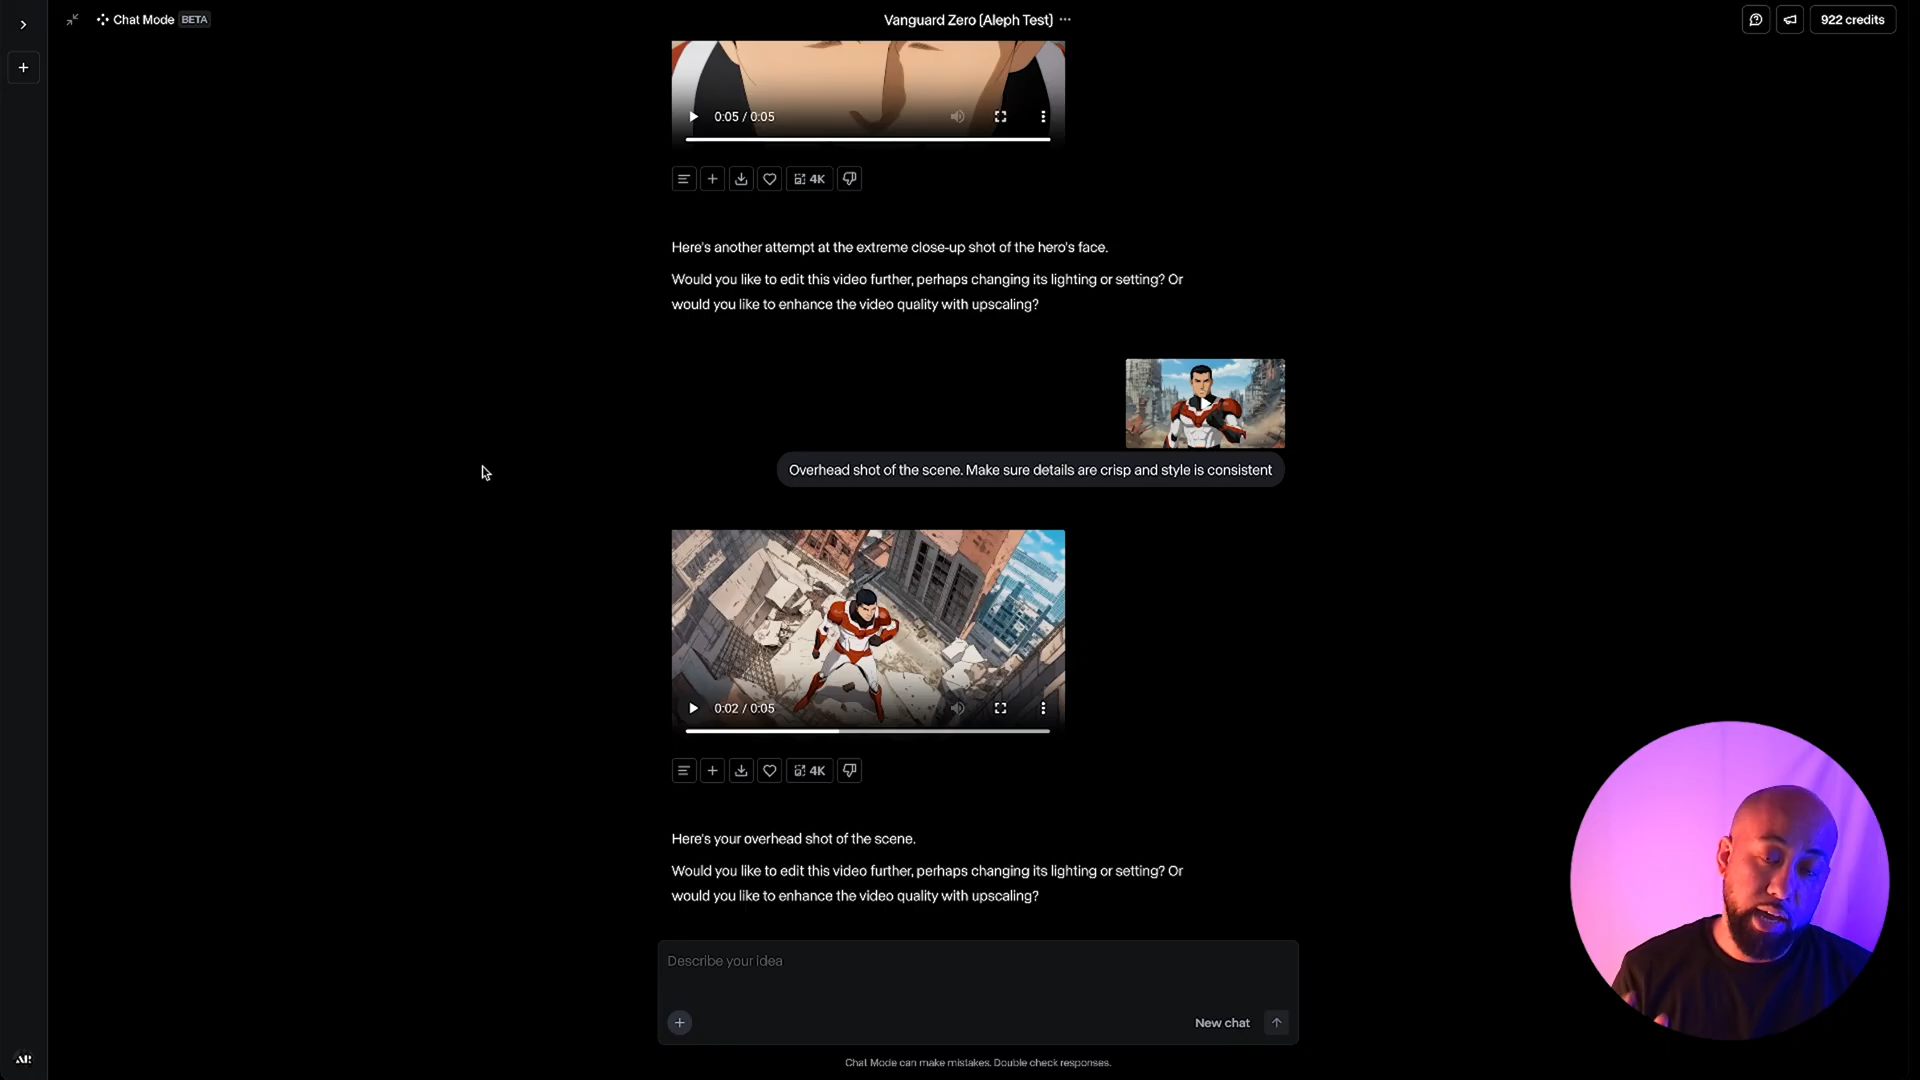 Chat Mode BETA
Vanguard Zero (Aleph Test) ...
922 credits
0:05 / 0:05
4K
Here's another attempt at the extreme close-up shot of the hero's face.
Would you like to edit this video further, perhaps changing its lighting or setting? Or
would you like to enhance the video quality with upscaling?
Overhead shot of the scene. Make sure details are crisp and style is consistent
0:02 / 0:05
4K
Here's your overhead shot of the scene.
Would you like to edit this video further, perhaps changing its lighting or setting? Or
would you like to enhance the video quality with upscaling?
Describe your idea
New chat
AR
Chat Mode can make mistakes. Double check responses.